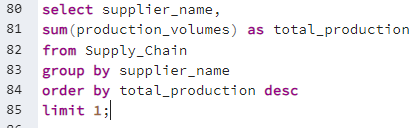 80 select supplier_name,
81 sum(production_volumes) as total_production
82 from Supply_Chain
83 group by supplier_name
84 order by total_production desc
85 limit 1;